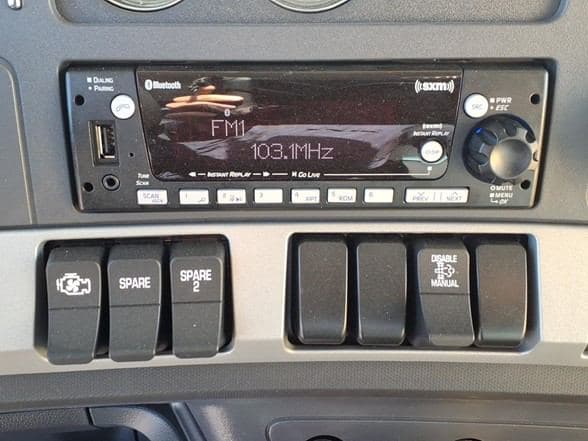 ■ DIALING
+ PAIRING
Bluetooth
((SXM))
SRC
■ PWR
+ ESC
FM1
103.1MHz
INSTANT REPLAY
TUNE
SCAN
◄◄ — INSTANT REPLAY — ►► GO LIVE
MUTE
■ MENU
SCAN
1
2
3
4
RPT
5
RDM
6
PREV
NEXT
SPARE
SPARE
2
DISABLE
MANUAL